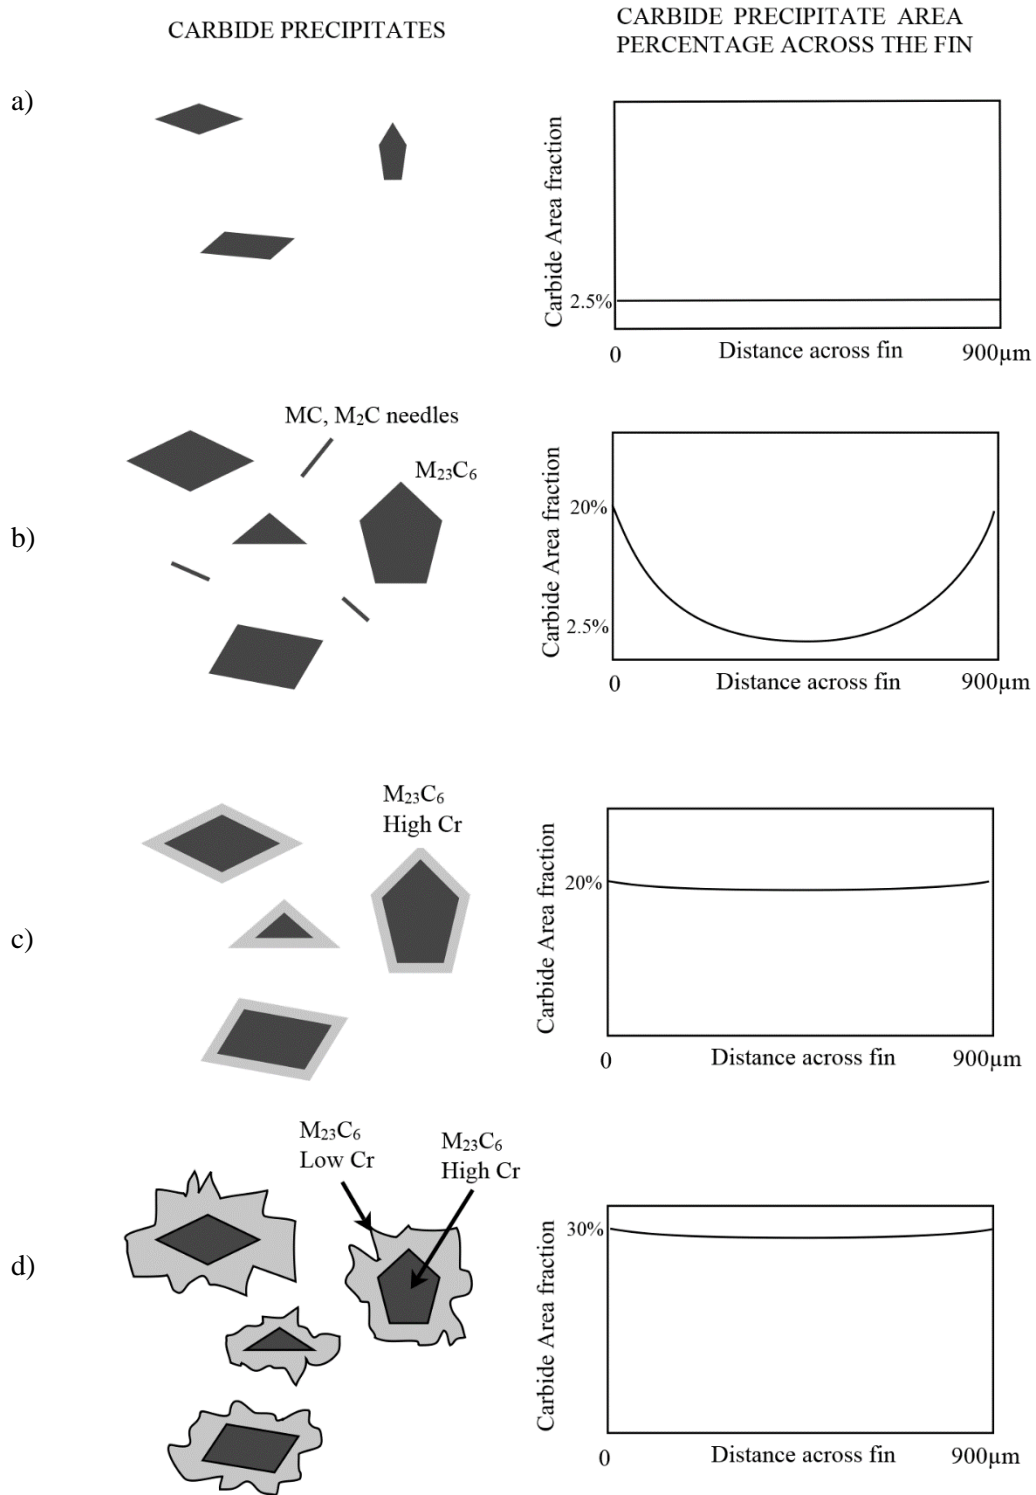 CARBIDE PRECIPITATES
CARBIDE PRECIPITATE AREA
PERCENTAGE ACROSS THE FIN
a)
Carbide Area fraction
2.5%
0
Distance across fin
900µm
b)
MC, M₂C needles
M₂₃C₆
Carbide Area fraction
20%
2.5%
0
Distance across fin
900µm
c)
M₂₃C₆
High Cr
Carbide Area fraction
20%
0
Distance across fin
900µm
d)
M₂₃C₆
Low Cr
M₂₃C₆
High Cr
Carbide Area fraction
30%
0
Distance across fin
900µm